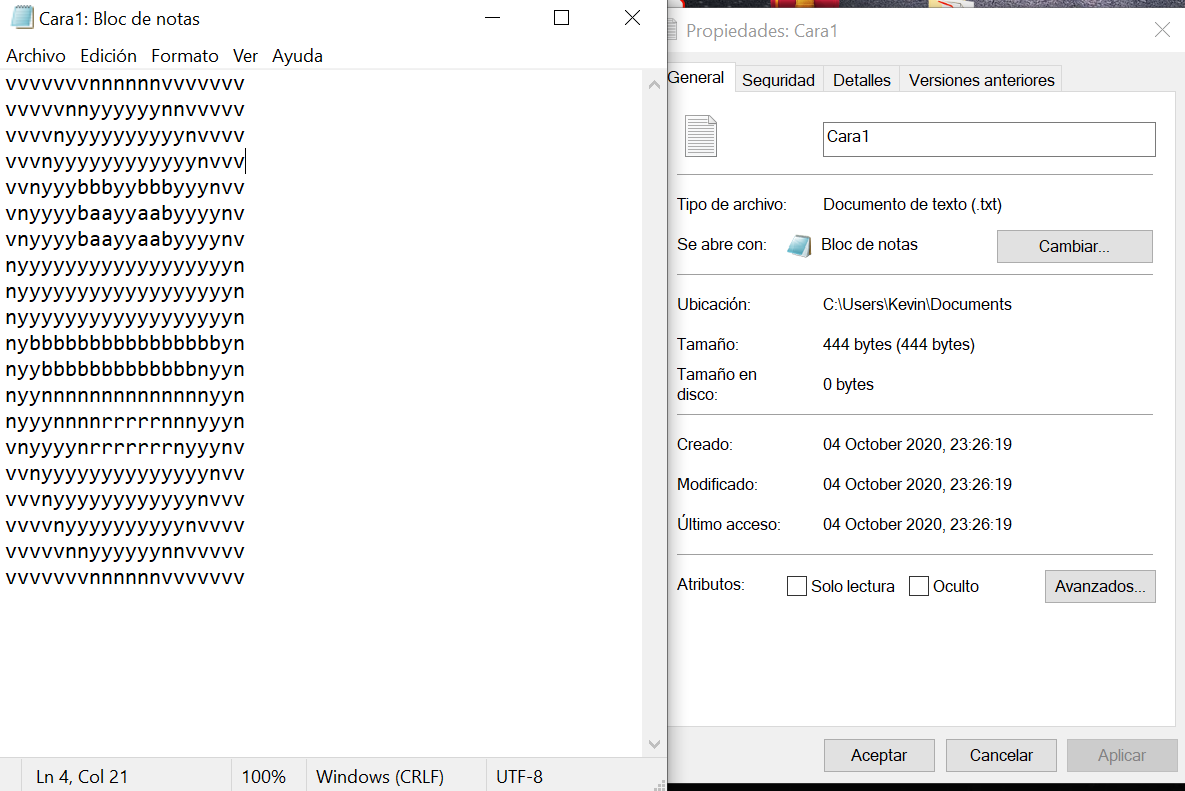 Cara1: Bloc de notas
Archivo Edición Formato Ver Ayuda
vvvvvvvnnnnnnvvvvvvv
vvvvvnnyyyyyynnvvvvv
vvvvnyyyyyyyyyynvvvv
vvvnyyyyyyyyyyyynvvv
vvnyyybbbyybbbyyynvv
vnyyyybaayyaabyyyynv
vnyyyybaayyaabyyyynv
nyyyyyyyyyyyyyyyyyyn
nyyyyyyyyyyyyyyyyyyn
nyyyyyyyyyyyyyyyyyyn
nybbbbbbbbbbbbbbbbyn
nyybbbbbbbbbbbbbnyyn
nyynnnnnnnnnnnnnnyyn
nyyynnnnrrrrrnnnyyyn
vnyyyynrrrrrrrnyyynv
vvnyyyyyyyyyyyyyynvv
vvvnyyyyyyyyyyyynvvv
vvvvnyyyyyyyyyynvvvv
vvvvvnnyyyyyynnvvvvv
vvvvvvvnnnnnnvvvvvvv
Ln 4, Col 21 100% Windows (CRLF) UTF-8
Propiedades: Cara1
General Seguridad Detalles Versiones anteriores
Cara1
Tipo de archivo: Documento de texto (.txt)
Se abre con: Bloc de notas Cambiar...
Ubicación: C:\Users\Kevin\Documents
Tamaño: 444 bytes (444 bytes)
Tamaño en
disco: 0 bytes
Creado: 04 October 2020, 23:26:19
Modificado: 04 October 2020, 23:26:19
Último acceso: 04 October 2020, 23:26:19
Atributos: Solo lectura Oculto Avanzados...
Aceptar Cancelar Aplicar